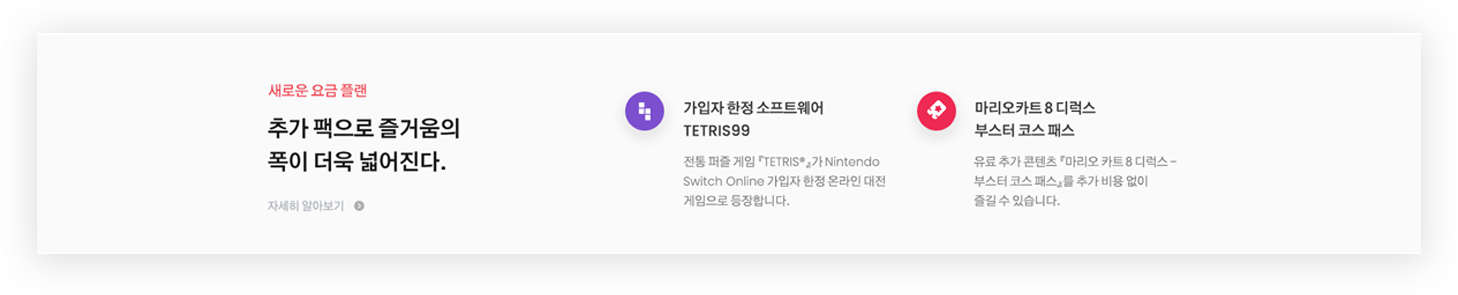 새로운 요금 플랜
추가 팩으로 즐거움의
폭이 더욱 넓어진다.
자세히 알아보기
가입자 한정 소프트웨어
TETRIS99
전통 퍼즐 게임 『TETRIS®』가 Nintendo
Switch Online 가입자 한정 온라인 대전
게임으로 등장합니다.
마리오카트 8 디럭스
부스터 코스 패스
유료 추가 콘텐츠 『마리오 카트 8 디럭스 –
부스터 코스 패스』를 추가 비용 없이
즐길 수 있습니다.